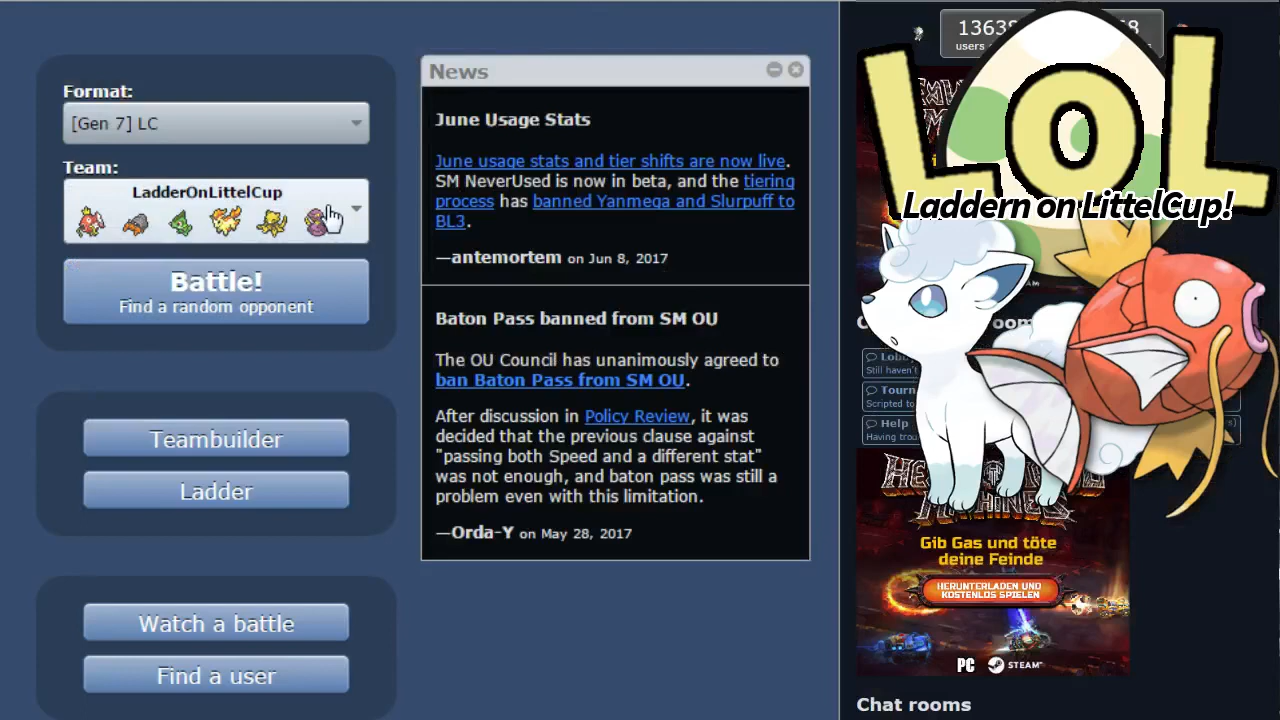 Format:
[Gen 7] LC
Team:
LadderOnLittelCup
Battle!
Find a random opponent
Teambuilder
Ladder
Watch a battle
Find a user
News
June Usage Stats
June usage stats and tier shifts are now live.
SM NeverUsed is now in beta, and the tiering
process has banned Yanmega and Slurpuff to
BL3.
—antemortem on Jun 8, 2017
Baton Pass banned from SM OU
The OU Council has unanimously agreed to
ban Baton Pass from SM OU.
After discussion in Policy Review, it was
decided that the previous clause against
"passing both Speed and a different stat"
was not enough, and baton pass was still a
problem even with this limitation.
—Orda-Y on May 28, 2017
users
LOL
Laddern on LittelCup!
Still haven't
Scripted to
Help
Gib Gas und töte
deine Feinde
HERUNTERLADEN UND
KOSTENLOS SPIELEN
PC STEAM
Chat rooms